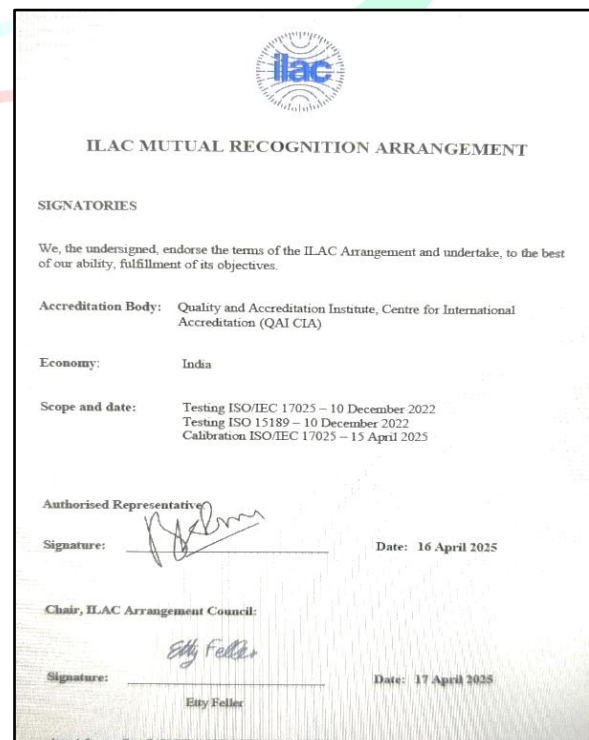 ilac
ILAC MUTUAL RECOGNITION ARRANGEMENT
SIGNATORIES
We, the undersigned, endorse the terms of the ILAC Arrangement and undertake, to the best
of our ability, fulfillment of its objectives.
Accreditation Body: Quality and Accreditation Institute, Centre for International
Accreditation (QAI CIA)
Economy: India
Scope and date: Testing ISO/IEC 17025 – 10 December 2022
Testing ISO 15189 – 10 December 2022
Calibration ISO/IEC 17025 – 15 April 2025
Authorised Representative
Signature: Date: 16 April 2025
Chair, ILAC Arrangement Council:
Etty Feller
Signature: Date: 17 April 2025
Etty Feller